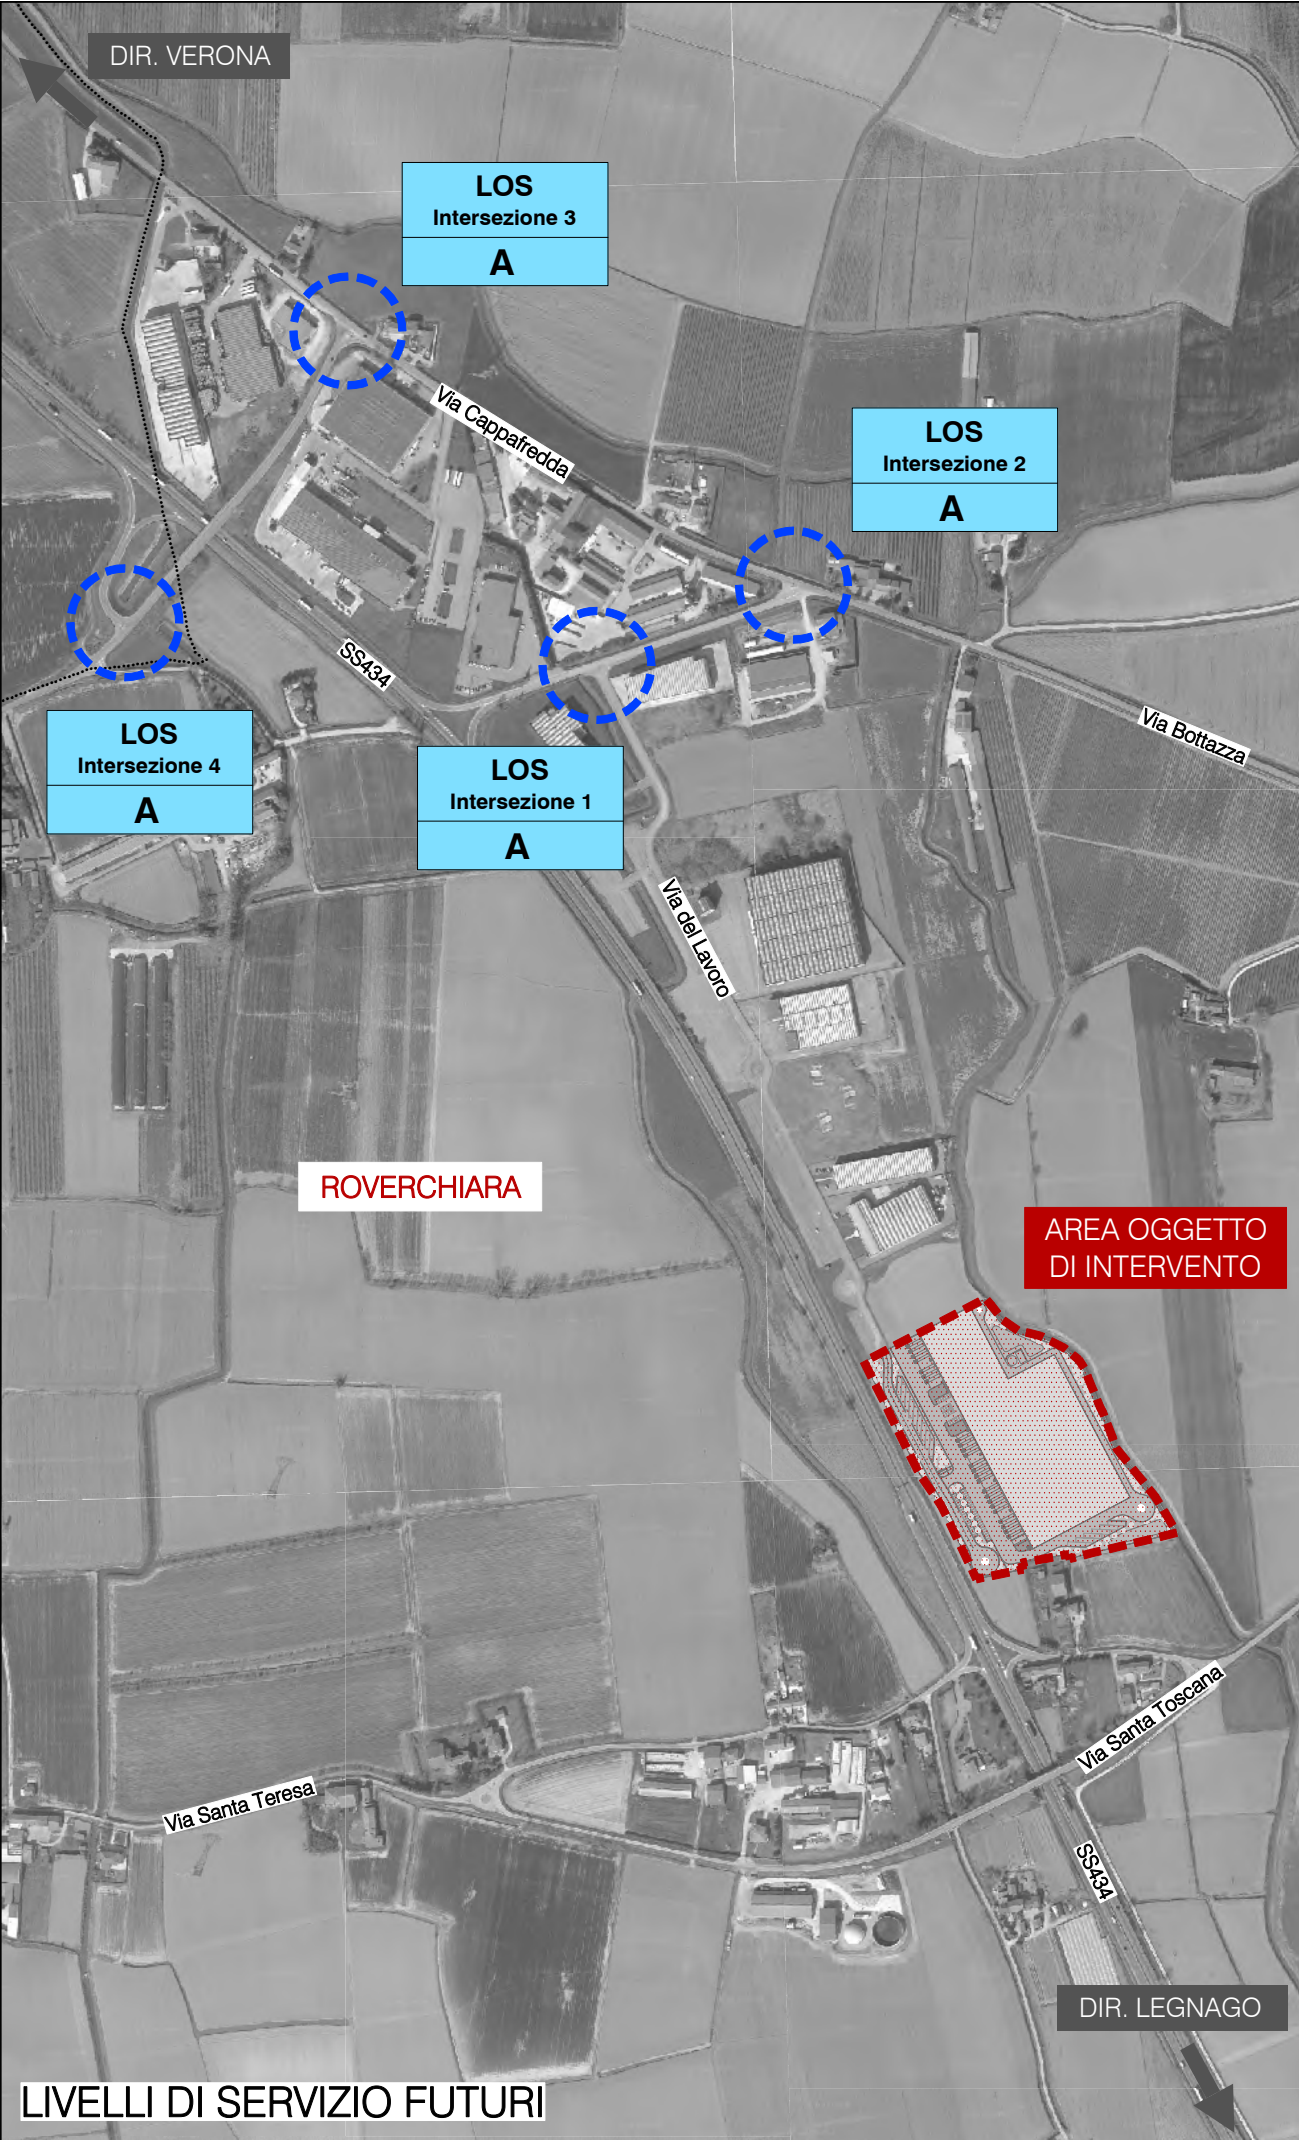 DIR. VERONA
LOS
Intersezione 3
A
Via Cappafredda
LOS
Intersezione 2
A
SS434
LOS
Intersezione 4
A
LOS
Intersezione 1
A
Via Bottazza
Via del Lavoro
ROVERCHIARA
AREA OGGETTO
DI INTERVENTO
Via Santa Toscana
Via Santa Teresa
SS434
DIR. LEGNAGO
LIVELLI DI SERVIZIO FUTURI